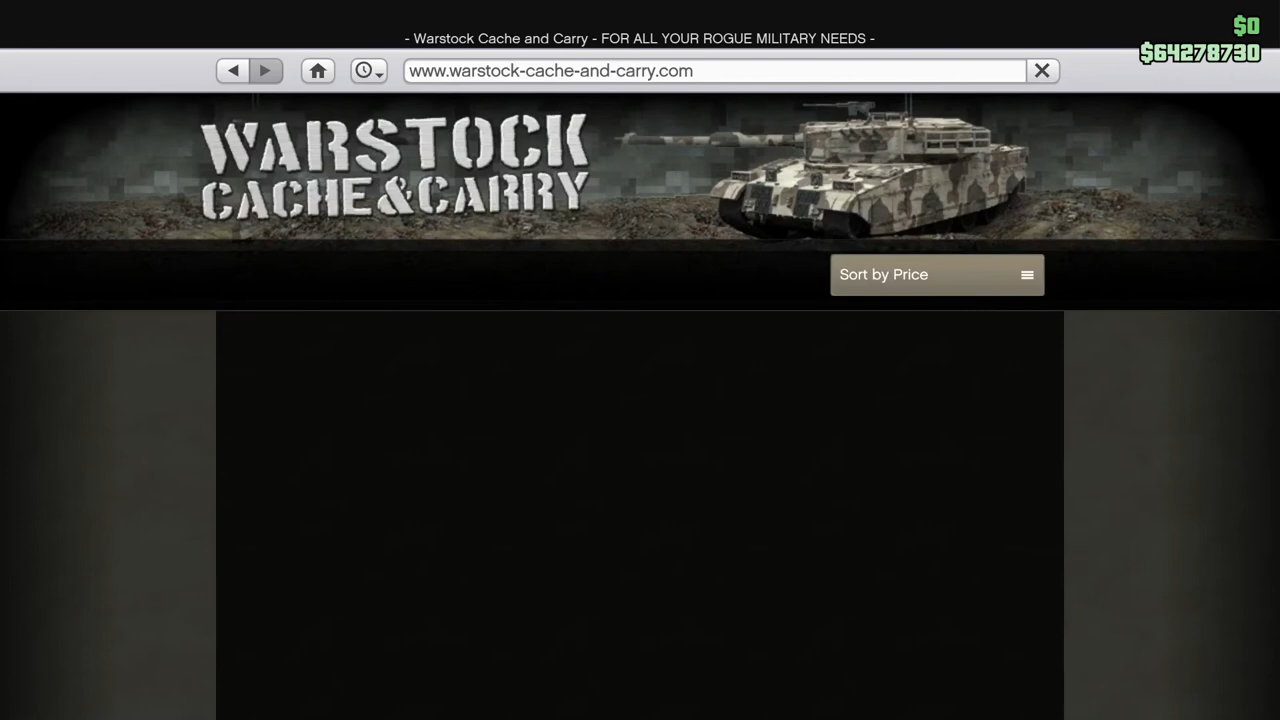 $0
- Warstock Cache and Carry - FOR ALL YOUR ROGUE MILITARY NEEDS -
$64278730
www.warstock-cache-and-carry.com
WARSTOCK
CACHE&CARRY
Sort by Price